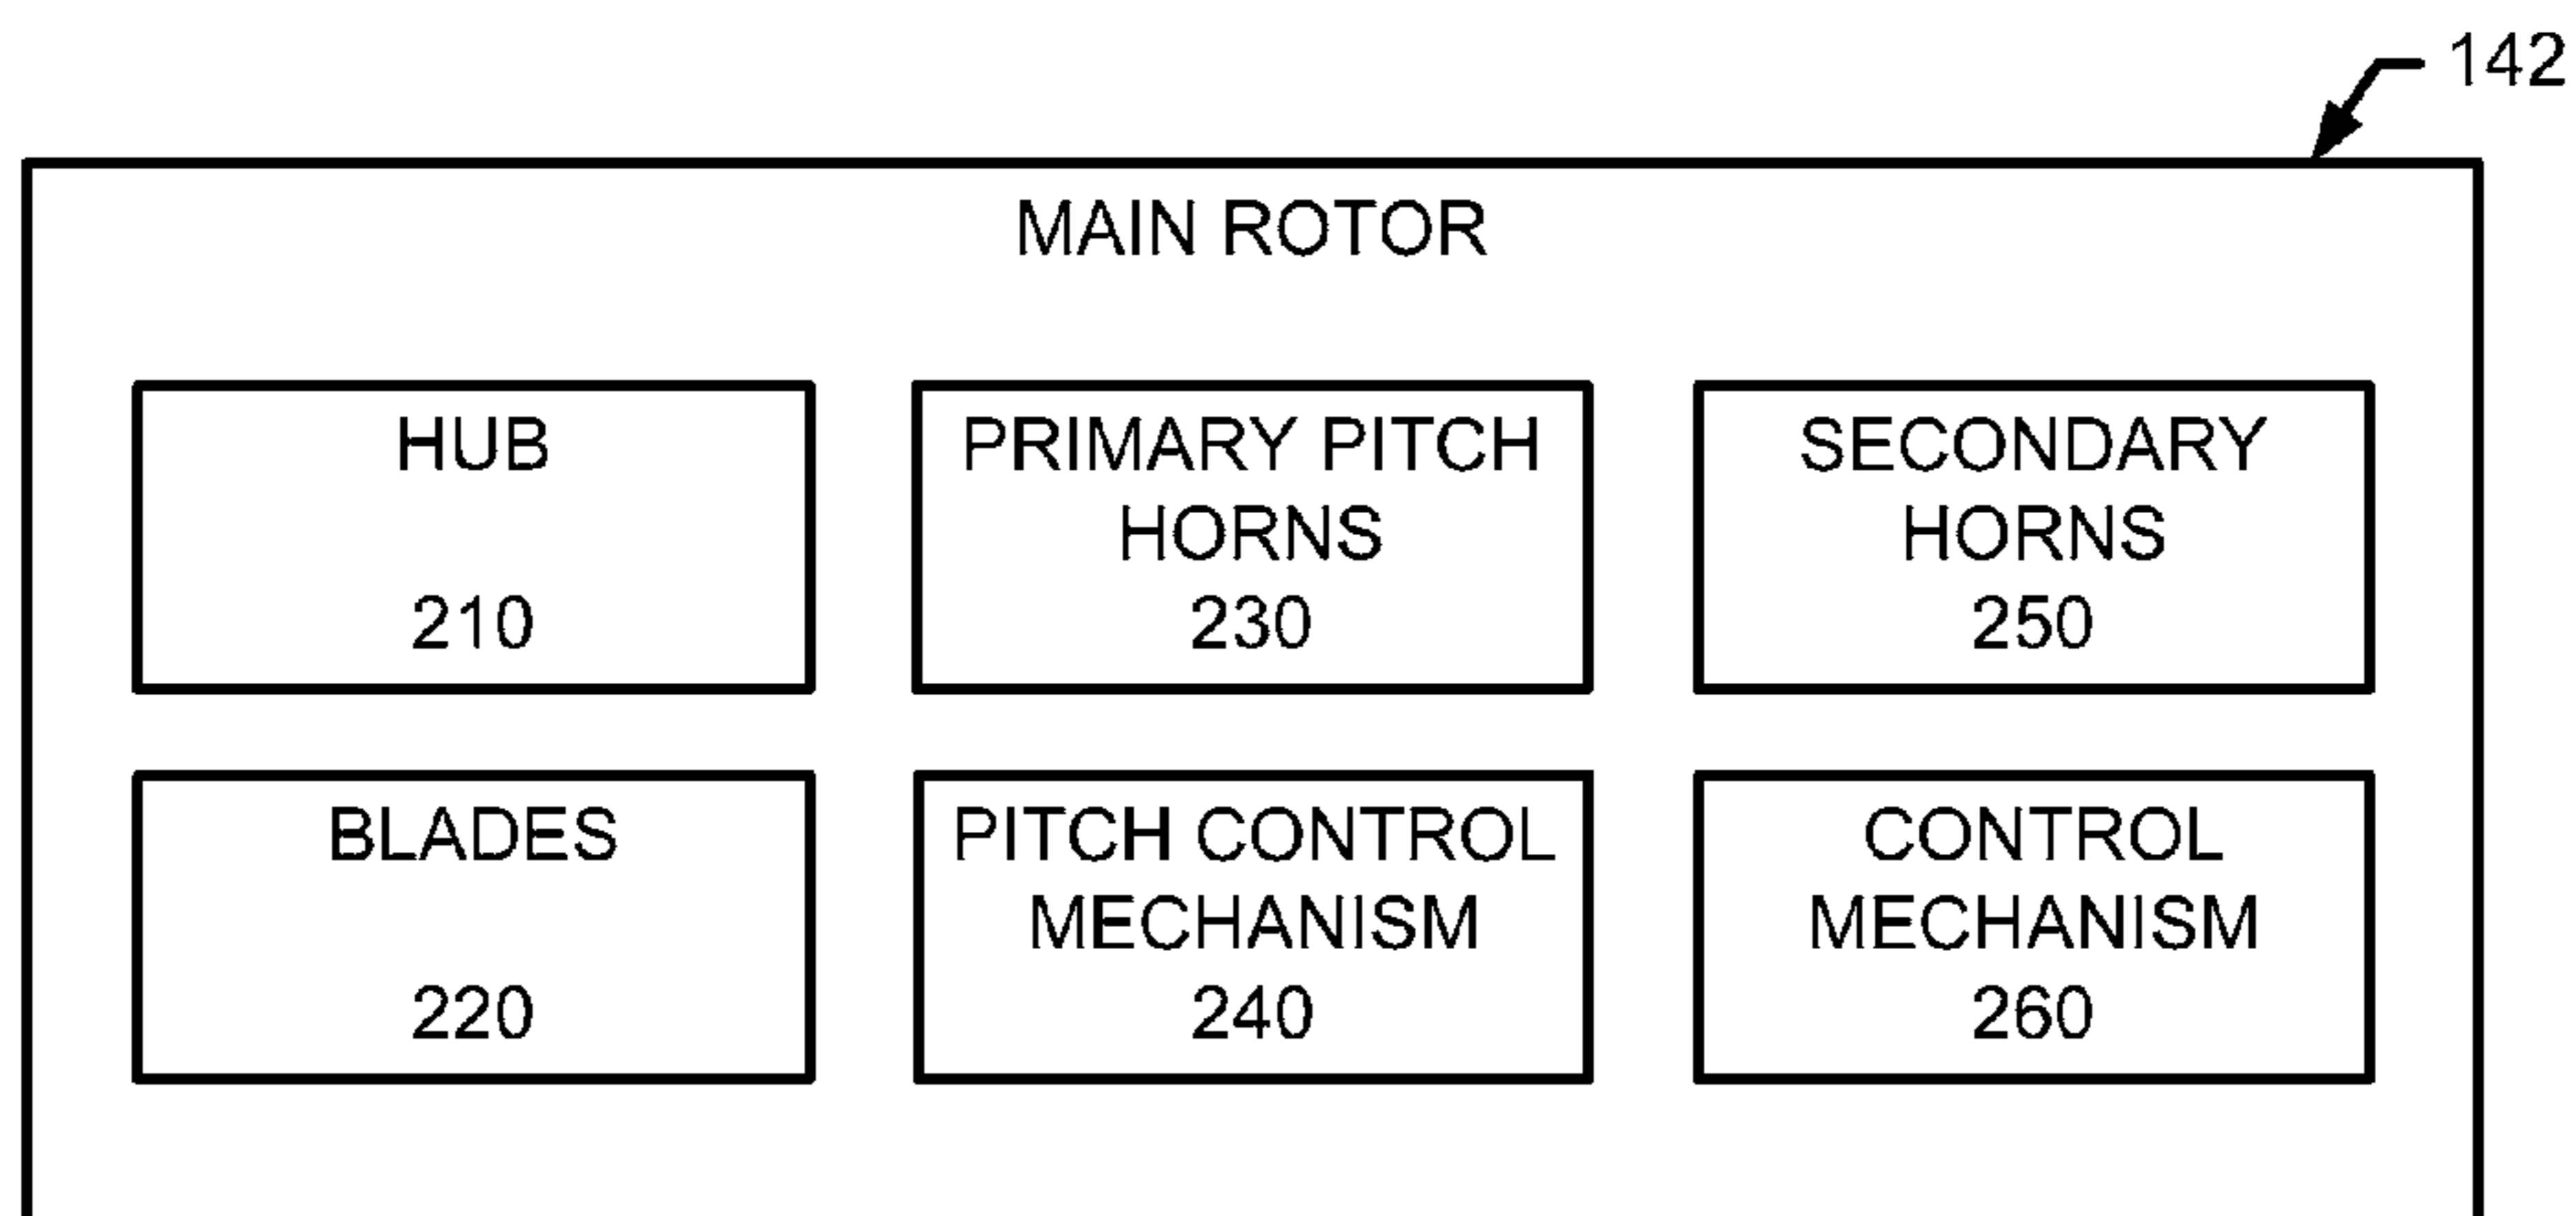 142
MAIN ROTOR
HUB
210
PRIMARY PITCH
HORNS
230
SECONDARY
HORNS
250
BLADES
220
PITCH CONTROL
MECHANISM
240
CONTROL
MECHANISM
260